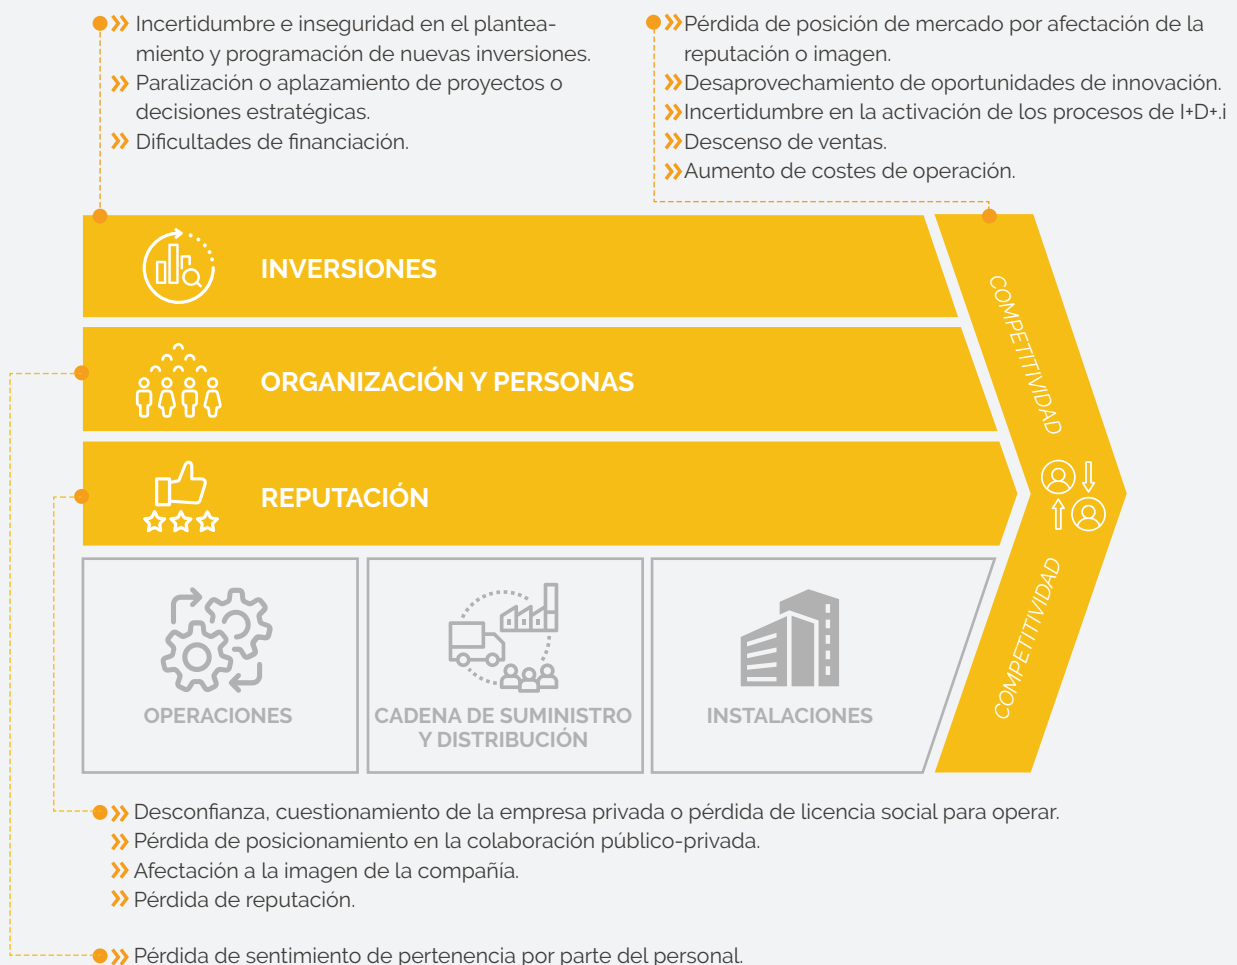 Incertidumbre e inseguridad en el plantea-
miento y programación de nuevas inversiones.
Paralización o aplazamiento de proyectos o
decisiones estratégicas.
Dificultades de financiación.
Pérdida de posición de mercado por afectación de la
reputación o imagen.
Desaprovechamiento de oportunidades de innovación.
Incertidumbre en la activación de los procesos de I+D+.i
Descenso de ventas.
Aumento de costes de operación.
INVERSIONES
ORGANIZACIÓN Y PERSONAS
REPUTACIÓN
COMPETITIVIDAD
COMPETITIVIDAD
OPERACIONES
CADENA DE SUMINISTRO
Y DISTRIBUCIÓN
INSTALACIONES
Desconfianza, cuestionamiento de la empresa privada o pérdida de licencia social para operar.
Pérdida de posicionamiento en la colaboración público-privada.
Afectación a la imagen de la compañía.
Pérdida de reputación.
Pérdida de sentimiento de pertenencia por parte del personal.